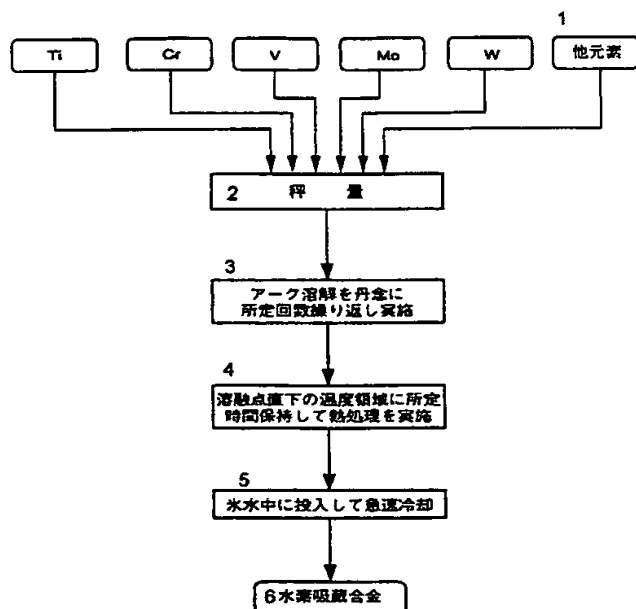 1
Ti
Cr
V
Mo
W
他元素
2 秤 量
3
アーク溶解を丹念に
所定回数繰り返し実施
4
溶融点直下の温度領域に所定
時間保持して熱処理を実施
5
氷水中に投入して急速冷却
6水素吸蔵合金